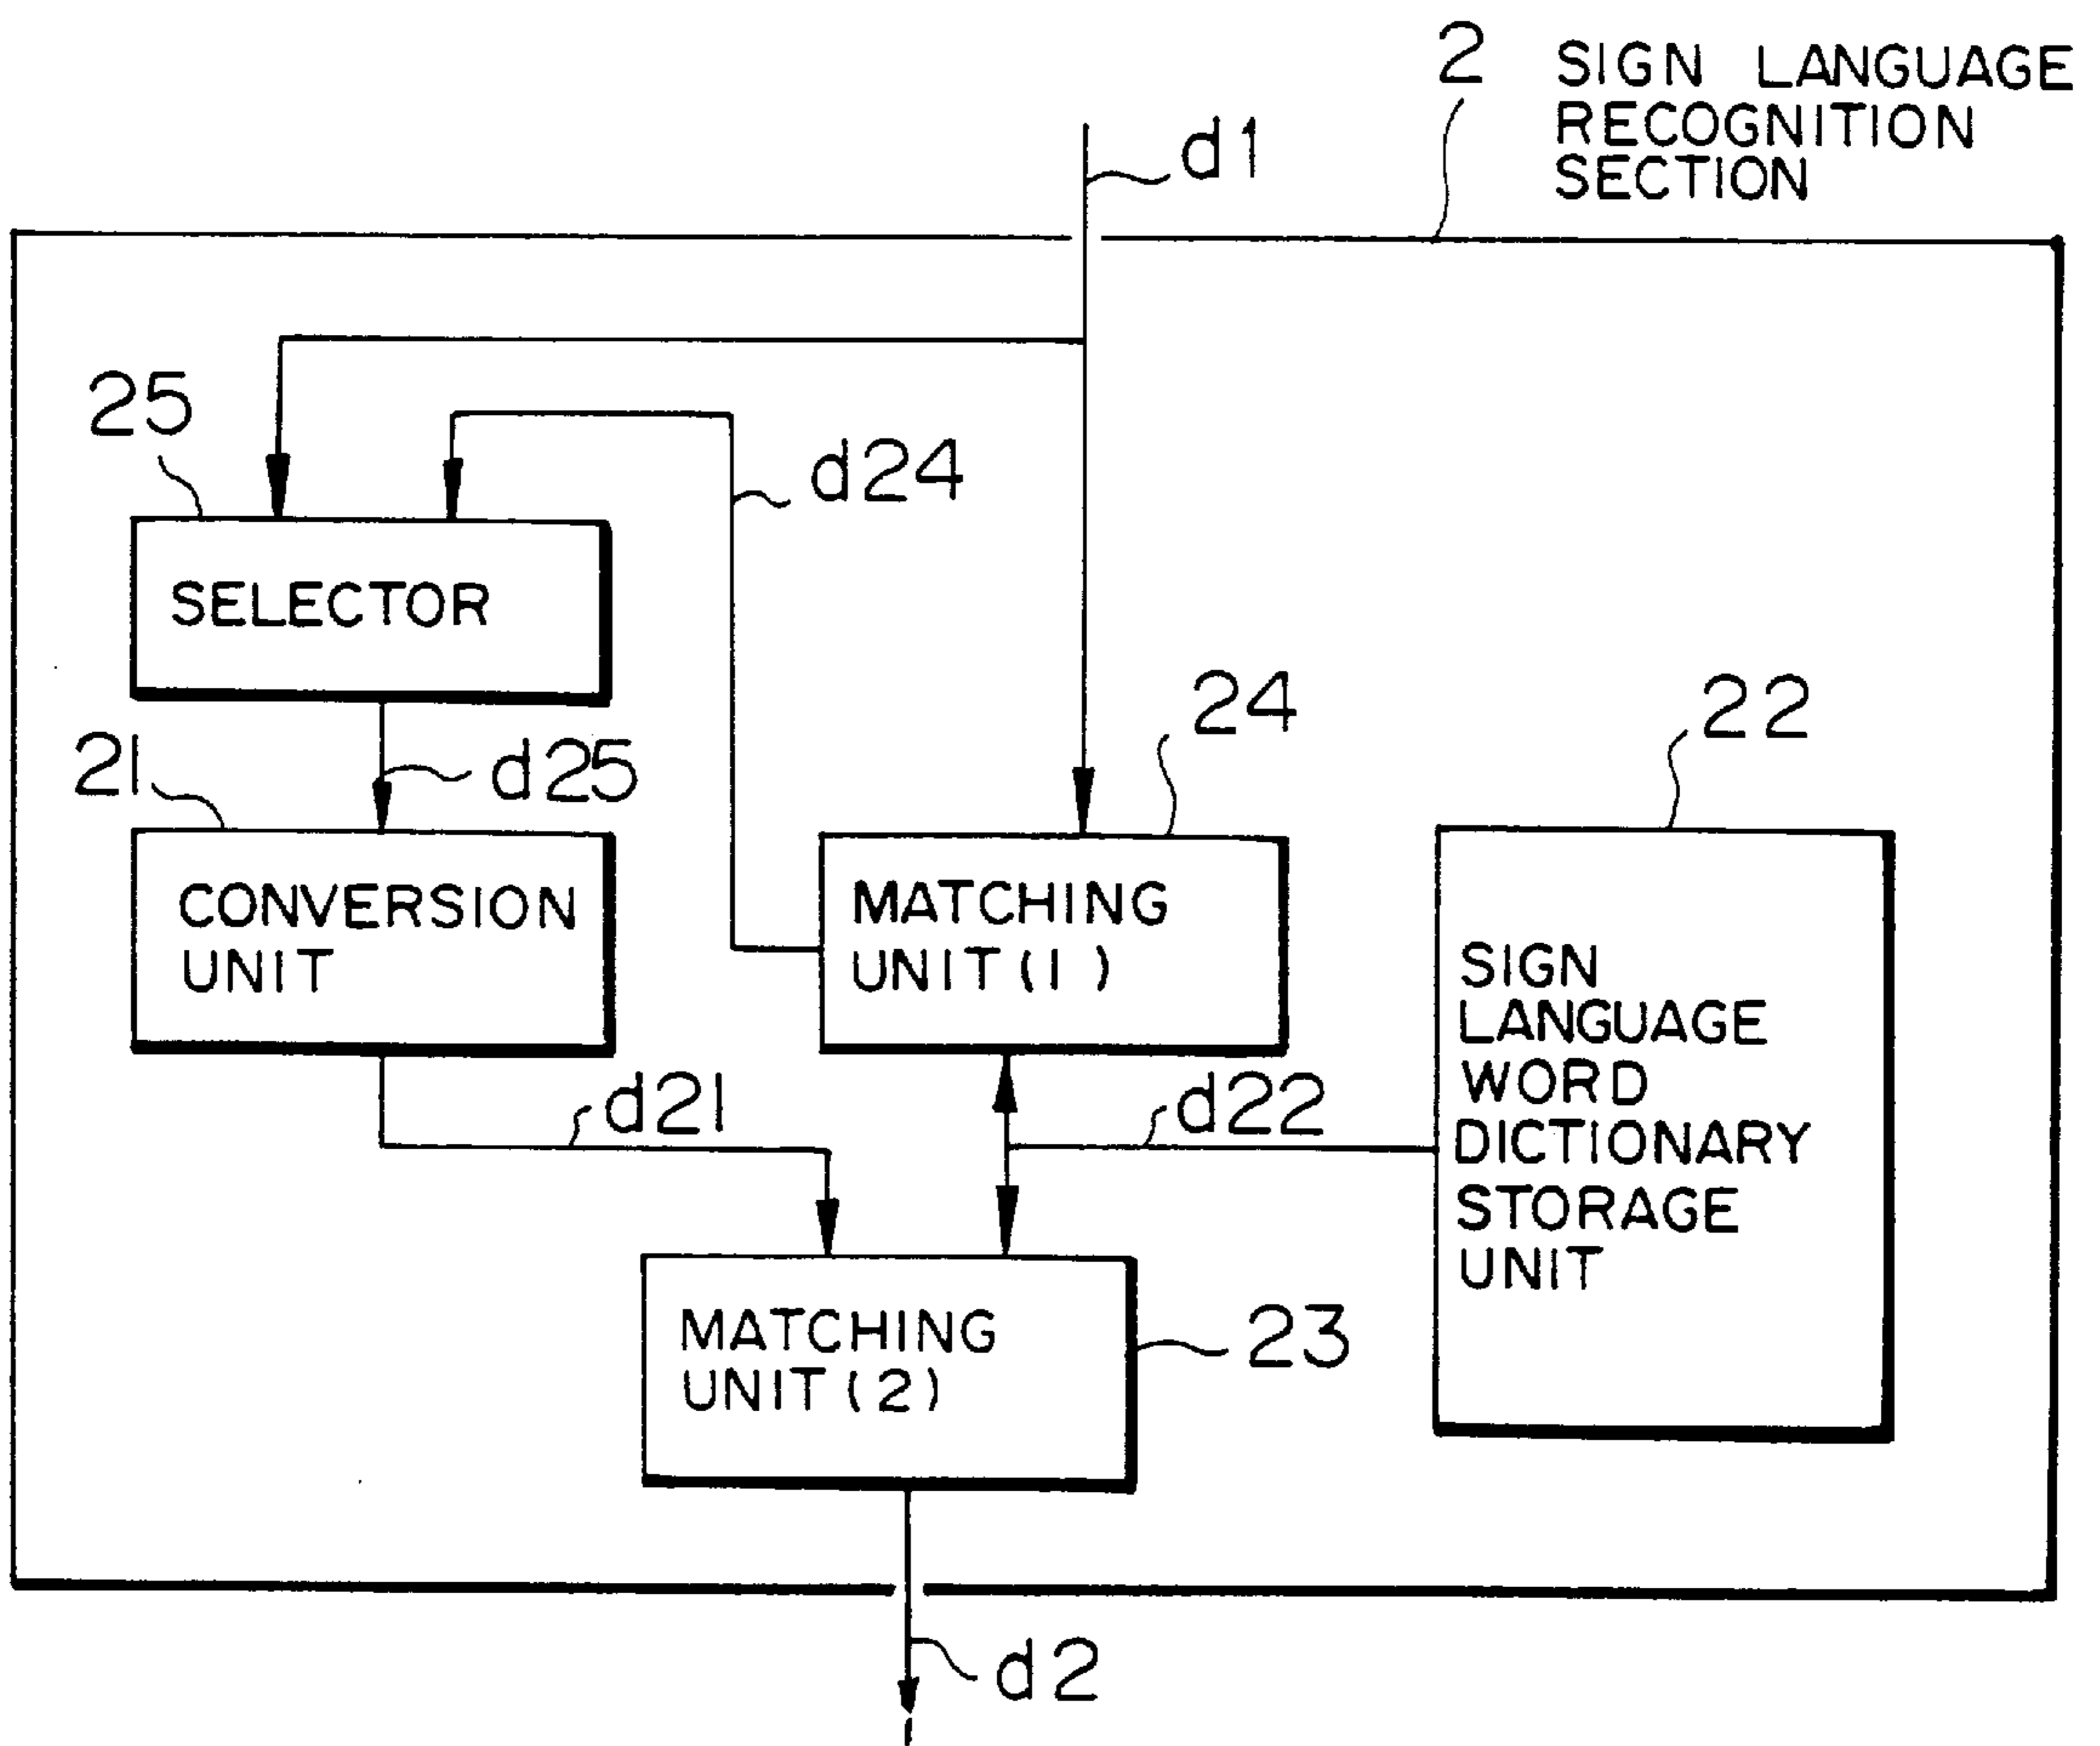 2 SIGN LANGUAGE
RECOGNITION
SECTION
d1
25
d24
SELECTOR
24
22
21
d25
CONVERSION
UNIT
MATCHING
UNIT(1)
SIGN
LANGUAGE
WORD
DICTIONARY
STORAGE
UNIT
d21
d22
MATCHING
UNIT(2)
23
d2